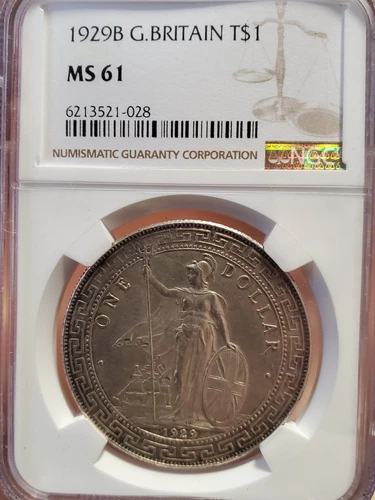 1929B G.BRITAIN T$1
MS 61
6213521-028
NUMISMATIC GUARANTY CORPORATION
NGC
ONE DOLLAR
1929